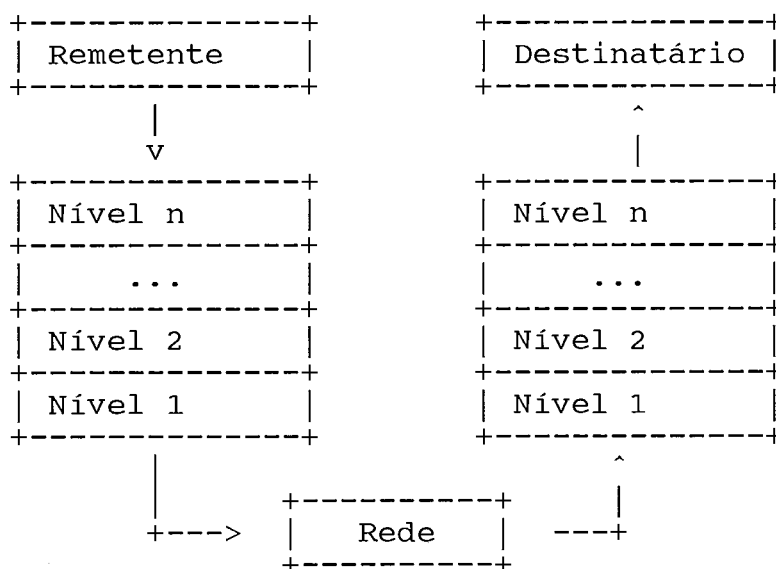 Remetente Destinatário
Nível n Nível n
... ...
Nível 2 Nível 2
Nível 1 Nível 1
Rede